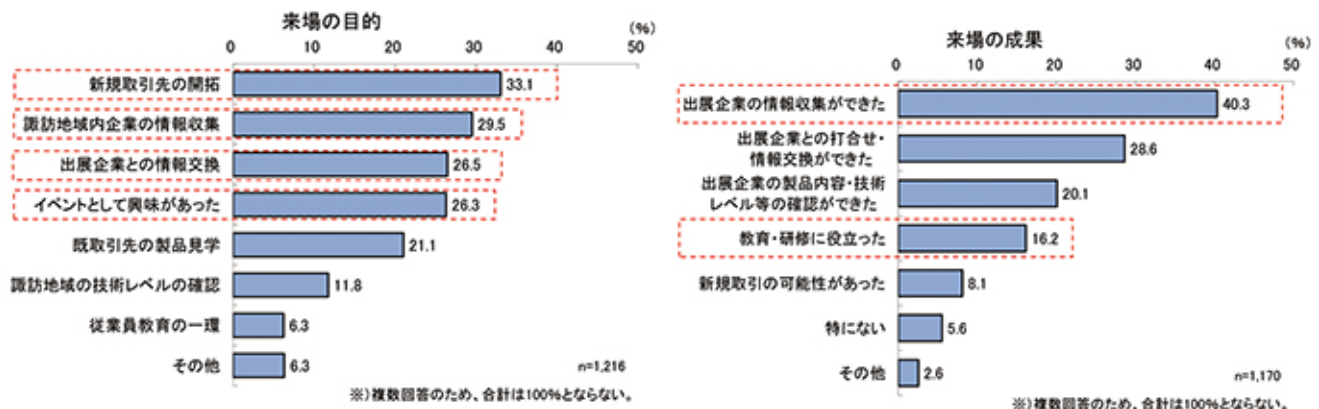 来場の目的
(%)
0 10 20 30 40 50
新規取引先の開拓 33.1
諏訪地域内企業の情報収集 29.5
出展企業との情報交換 26.5
イベントとして興味があった 26.3
既取引先の製品見学 21.1
諏訪地域の技術レベルの確認 11.8
従業員教育の一環 6.3
その他 6.3
n=1,216
※)複数回答のため、合計は100%とならない。
来場の成果
(%)
0 10 20 30 40 50
出展企業の情報収集ができた 40.3
出展企業との打合せ・
情報交換ができた 28.6
出展企業の製品内容・技術
レベル等の確認ができた 20.1
教育・研修に役立った 16.2
新規取引の可能性があった 8.1
特にない 5.6
その他 2.6
n=1,170
※)複数回答のため、合計は100%とならない。